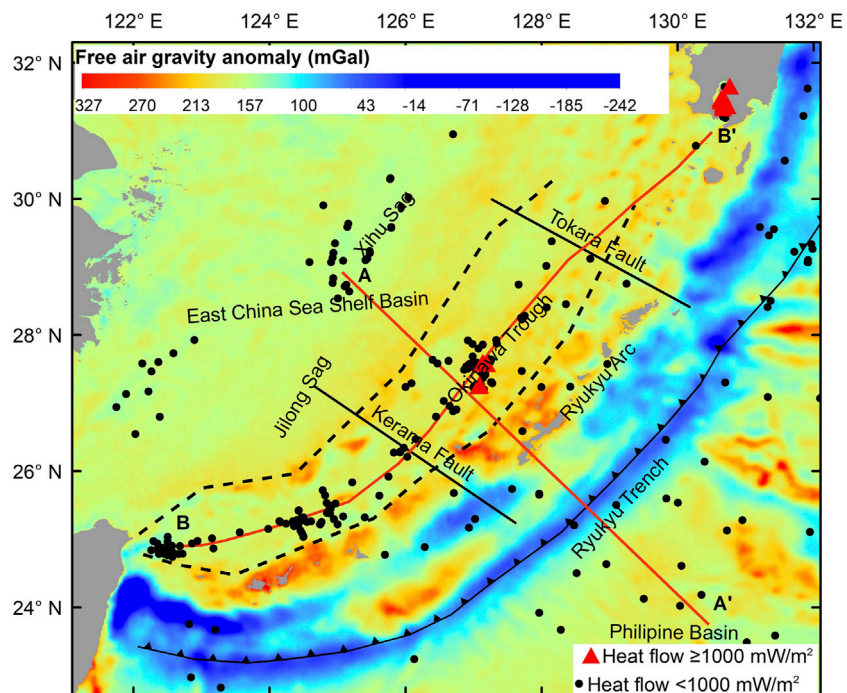 122° E 124° E 126° E 128° E 130° E 132° E
32° N
Free air gravity anomaly (mGal)
327 270 213 157 100 43 -14 -71 -128 -185 -242
B'
30° N
Xihu Sag
Tokara Fault
A
East China Sea Shelf Basin
28° N
Okinawa Trough
Ryukyu Arc
Jilong Sag
Kerama Fault
26° N
Ryukyu Trench
B
24° N
A'
Philipine Basin
Heat flow ≥1000 mW/m²
Heat flow <1000 mW/m²